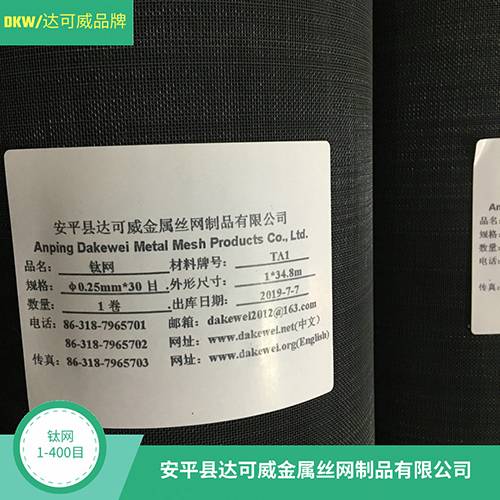 DKW/达可威品牌
安平县达可威金属丝网制品有限公司
Anping Dakewei Metal Mesh Products Co., Ltd.
品名: 钛网 材料牌号: TA1
规格: φ0.25mm*30 目 外形尺寸: 1*34.8m
数量: 1 卷 出库日期: 2019-7-7
电话: 86-318-7965701 邮箱: dakewei2012@163.com
86-318-7965702 网址: www.dakewei.net(中文)
传真: 86-318-7965703 网址: www.dakewei.org(English)
An
品名:
规格:
数量:
电话:
传真:
钛网
1-400目
安平县达可威金属丝网制品有限公司